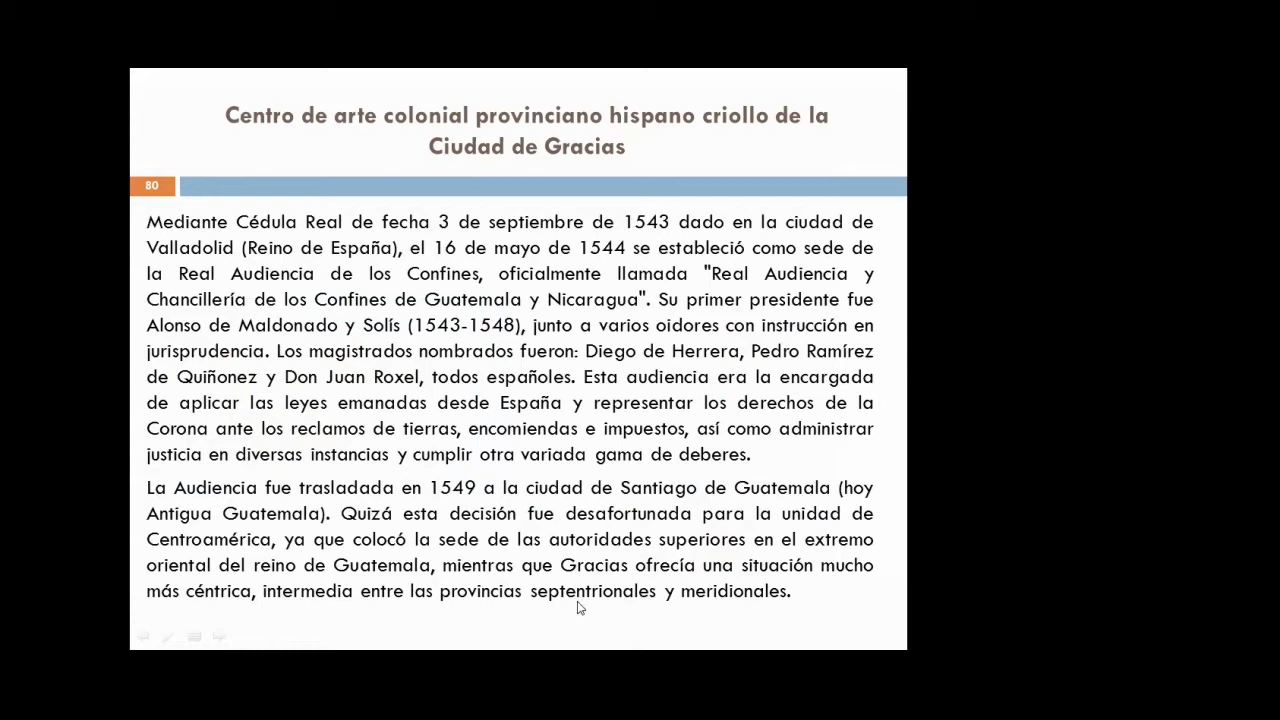 Centro de arte colonial provinciano hispano criollo de la
Ciudad de Gracias
80
Mediante Cédula Real de fecha 3 de septiembre de 1543 dado en la ciudad de
Valladolid (Reino de España), el 16 de mayo de 1544 se estableció como sede de
la Real Audiencia de los Confines, oficialmente llamada "Real Audiencia y
Chancillería de los Confines de Guatemala y Nicaragua". Su primer presidente fue
Alonso de Maldonado y Solís (1543-1548), junto a varios oidores con instrucción en
jurisprudencia. Los magistrados nombrados fueron: Diego de Herrera, Pedro Ramírez
de Quiñonez y Don Juan Roxel, todos españoles. Esta audiencia era la encargada
de aplicar las leyes emanadas desde España y representar los derechos de la
Corona ante los reclamos de tierras, encomiendas e impuestos, así como administrar
justicia en diversas instancias y cumplir otra variada gama de deberes.
La Audiencia fue trasladada en 1549 a la ciudad de Santiago de Guatemala (hoy
Antigua Guatemala). Quizá esta decisión fue desafortunada para la unidad de
Centroamérica, ya que colocó la sede de las autoridades superiores en el extremo
oriental del reino de Guatemala, mientras que Gracias ofrecía una situación mucho
más céntrica, intermedia entre las provincias septentrionales y meridionales.